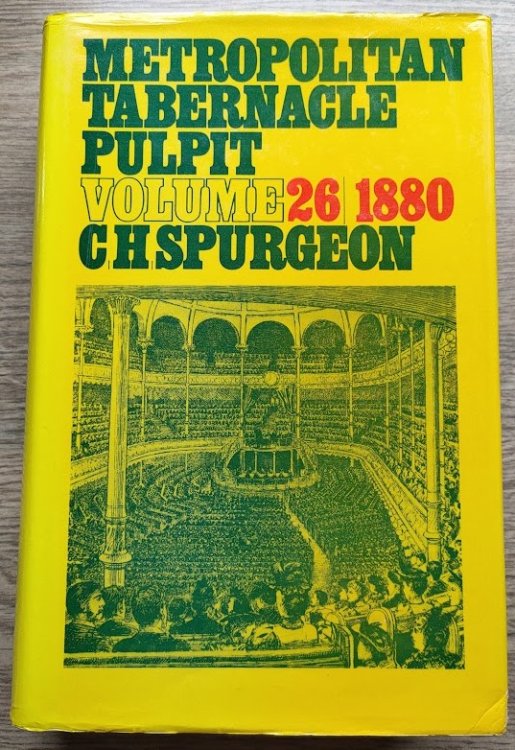 METROPOLITAN
TABERNACLE
PULPIT
VOLUME 26|1880
C|H|SPURGEON